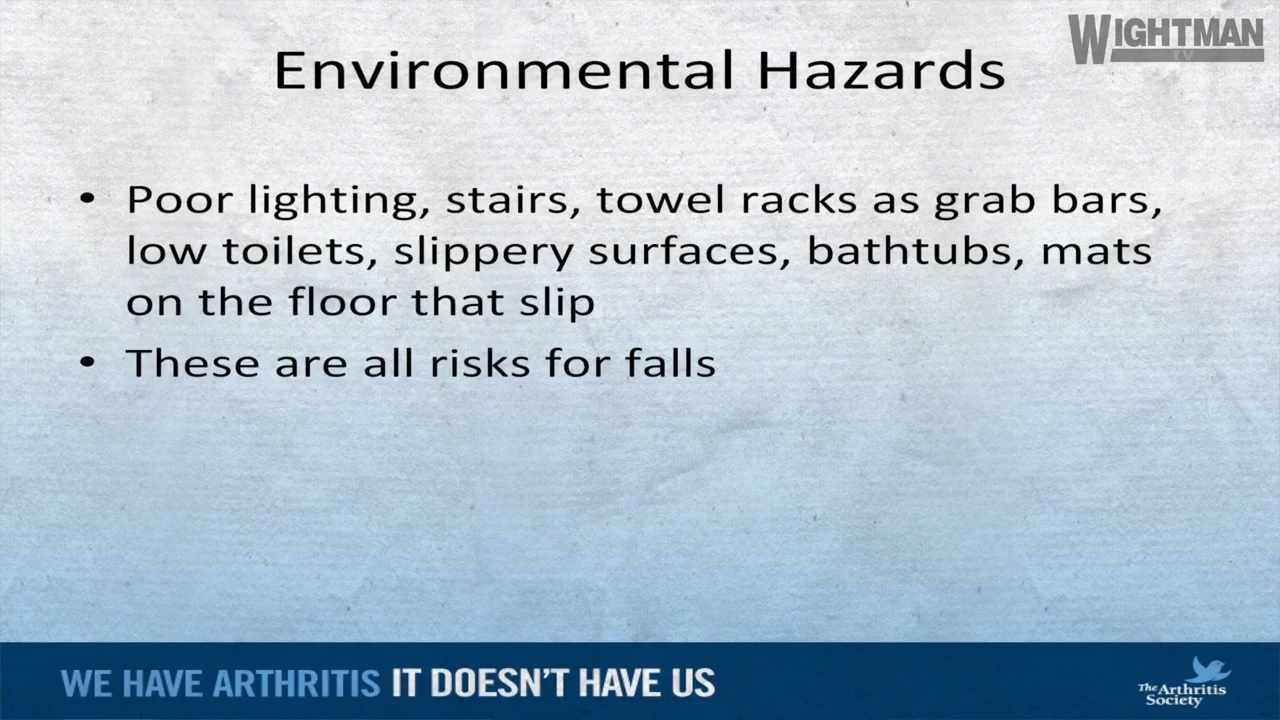 WIGHTMAN
TV
Environmental Hazards
• Poor lighting, stairs, towel racks as grab bars,
low toilets, slippery surfaces, bathtubs, mats
on the floor that slip
• These are all risks for falls
WE HAVE ARTHRITIS IT DOESN'T HAVE US
The Arthritis
Society